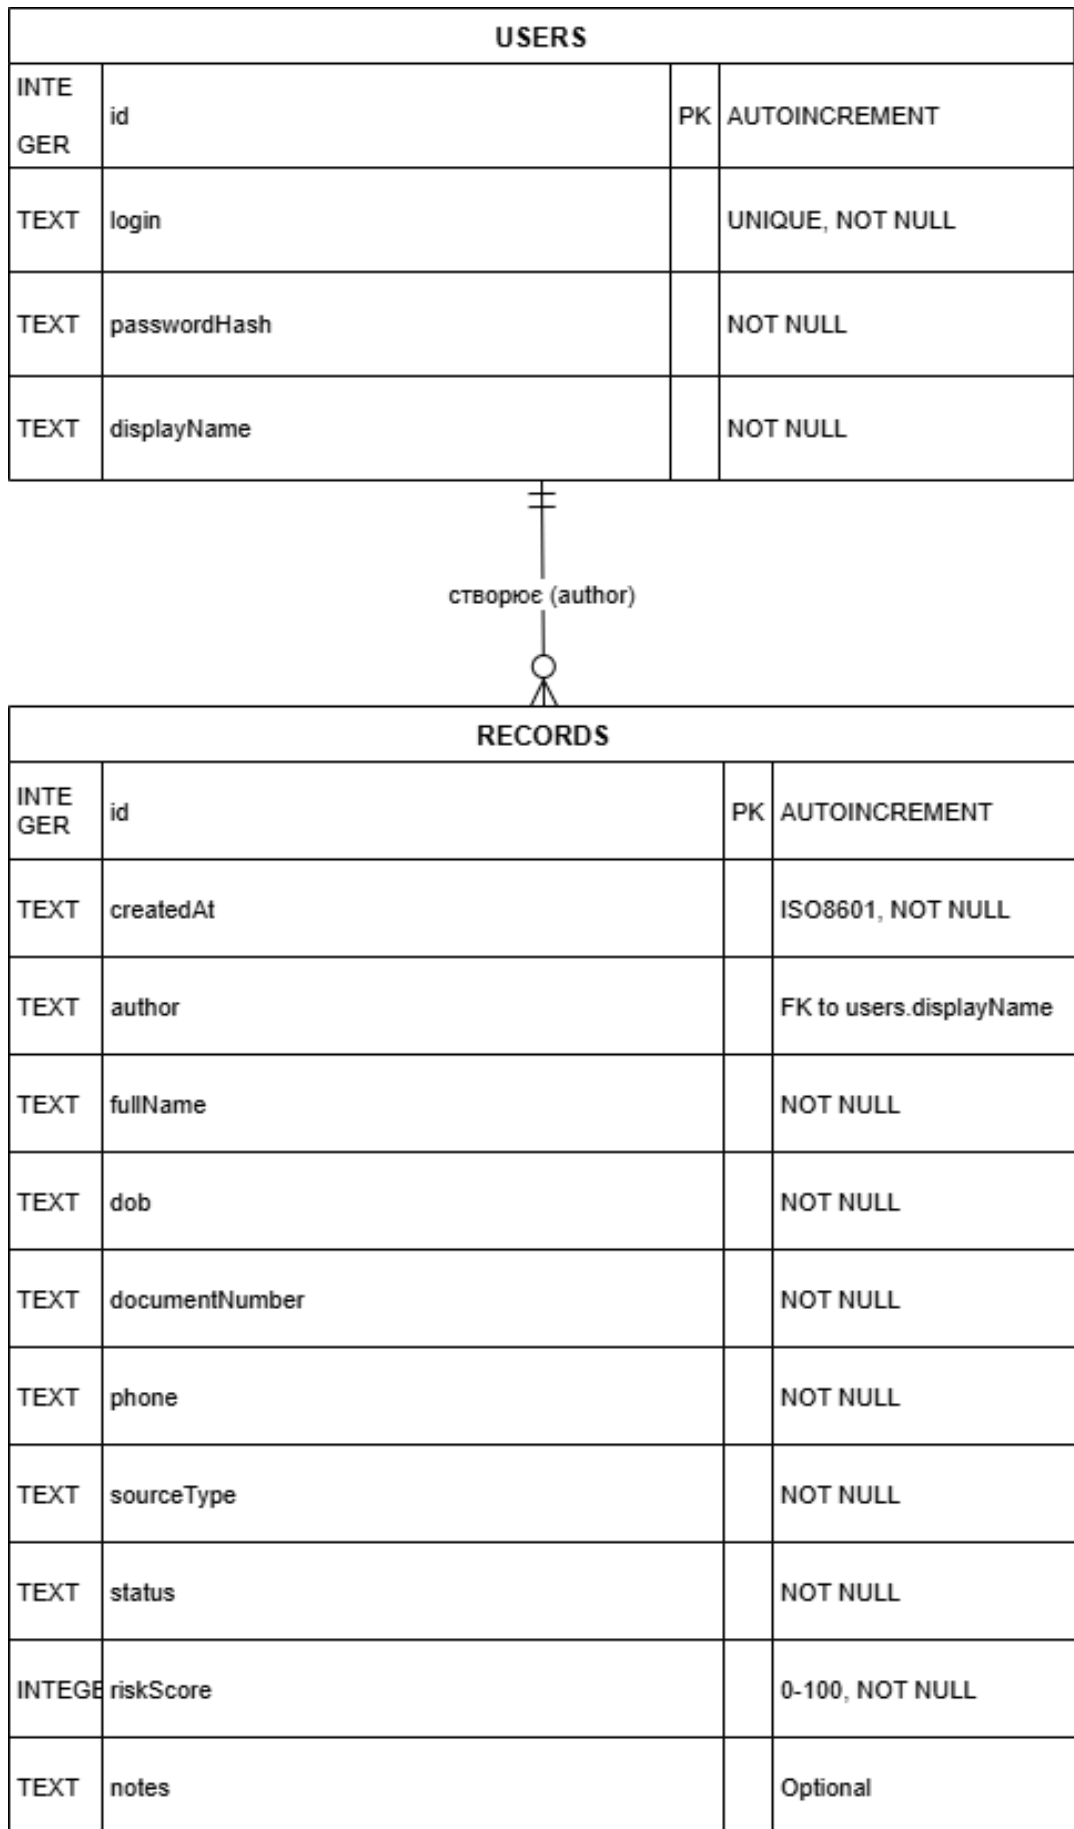 USERS
INTE
GER
id
PK
AUTOINCREMENT
TEXT
login
UNIQUE, NOT NULL
TEXT
passwordHash
NOT NULL
TEXT
displayName
NOT NULL
створює (author)
RECORDS
INTE
GER
id
PK
AUTOINCREMENT
TEXT
createdAt
ISO8601, NOT NULL
TEXT
author
FK to users.displayName
TEXT
fullName
NOT NULL
TEXT
dob
NOT NULL
TEXT
documentNumber
NOT NULL
TEXT
phone
NOT NULL
TEXT
sourceType
NOT NULL
TEXT
status
NOT NULL
INTEGE
riskScore
0-100, NOT NULL
TEXT
notes
Optional